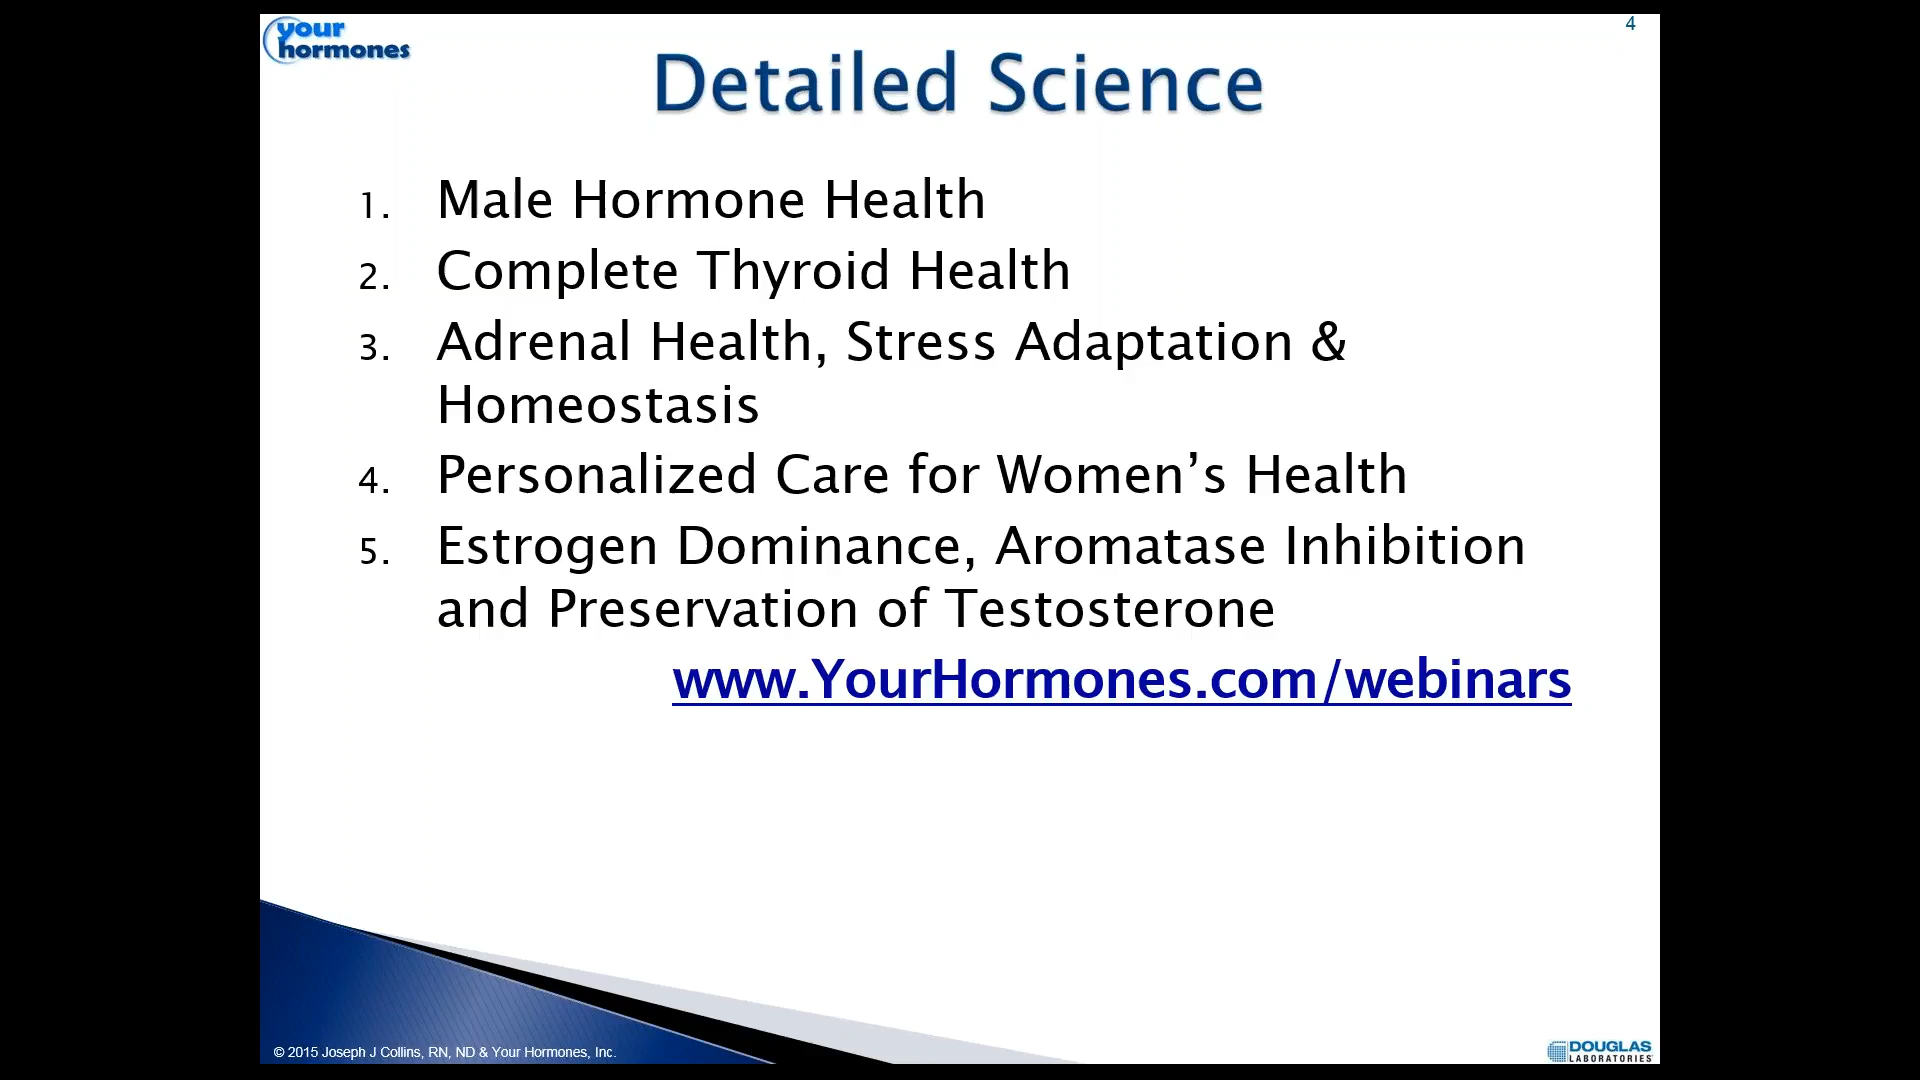 your
hormones
4
Detailed Science
1. Male Hormone Health
2. Complete Thyroid Health
3. Adrenal Health, Stress Adaptation &
Homeostasis
4. Personalized Care for Women’s Health
5. Estrogen Dominance, Aromatase Inhibition
and Preservation of Testosterone
www.YourHormones.com/webinars
© 2015 Joseph J Collins, RN, ND & Your Hormones, Inc.
DOUGLAS
LABORATORIES